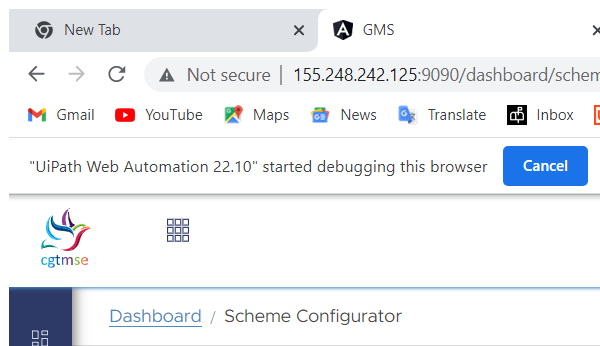 New Tab GMS
Not secure 155.248.242.125:9090/dashboard/schem
Gmail YouTube Maps News Translate Inbox
"UiPath Web Automation 22.10" started debugging this browser Cancel
cgtmse
Dashboard / Scheme Configurator